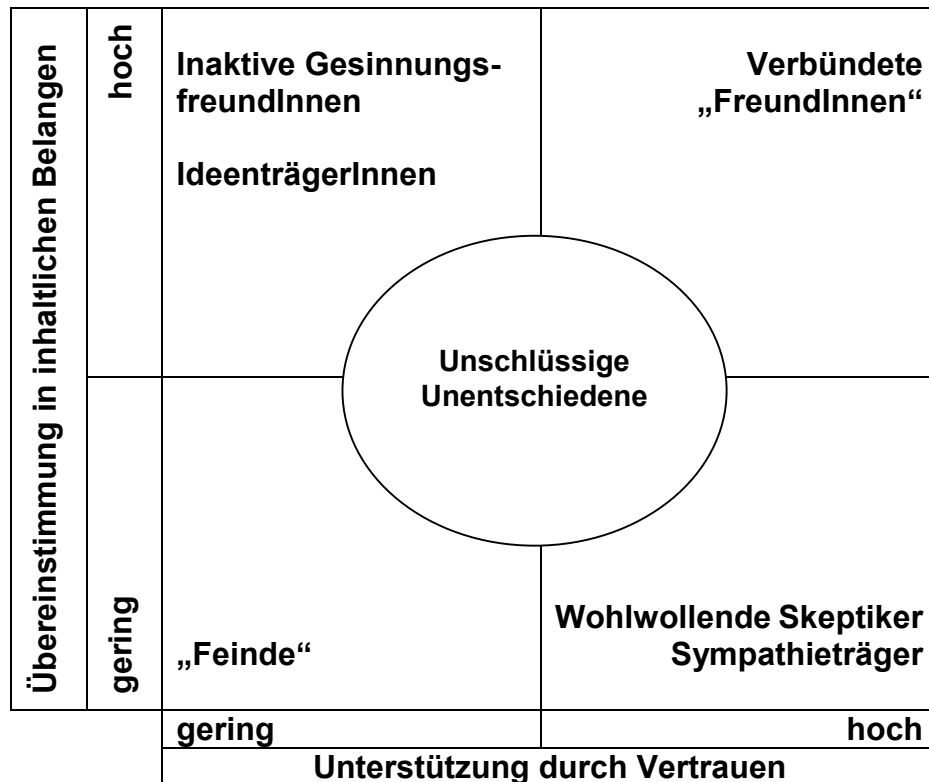 Übereinstimmung in inhaltlichen Belangen
hoch
Inaktive Gesinnungs-
freundInnen
IdeenträgerInnen
Verbündete
„FreundInnen“
Unschlüssige
Unentschiedene
gering
„Feinde“
Wohlwollende Skeptiker
Sympathieträger
gering
hoch
Unterstützung durch Vertrauen